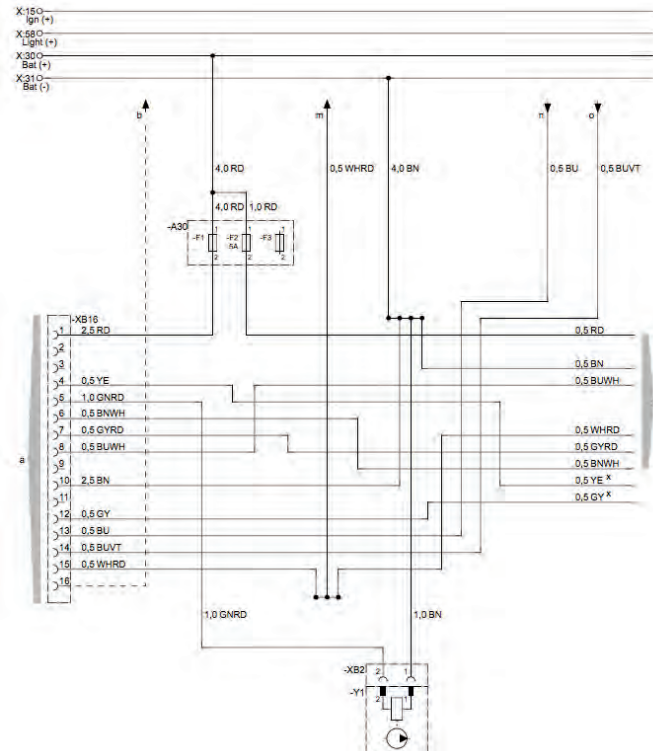 X:15
Ign (+)
X:58
Light (+)
X:30
Bat (+)
X:31
Bat (-)
b
m
n
o
4,0 RD
0,5 WHRD
4,0 BN
0,5 BU
0,5 BUVT
4,0 RD
1,0 RD
-A30
-F1
1
2
-F2
5A
1
2
-F3
1
2
-XB16
1
2,5 RD
0,5 RD
2
3
0,5 BN
4
0,5 YE
0,5 BUWH
5
1,0 GNRD
6
0,5 BNWH
7
0,5 GYRD
0,5 WHRD
a
8
0,5 BUWH
0,5 GYRD
9
0,5 BNWH
10
2,5 BN
0,5 YE x
11
0,5 GY x
12
0,5 GY
13
0,5 BU
14
0,5 BUVT
15
0,5 WHRD
16
1,0 GNRD
1,0 BN
-XB2
2
1
-Y1
2
1